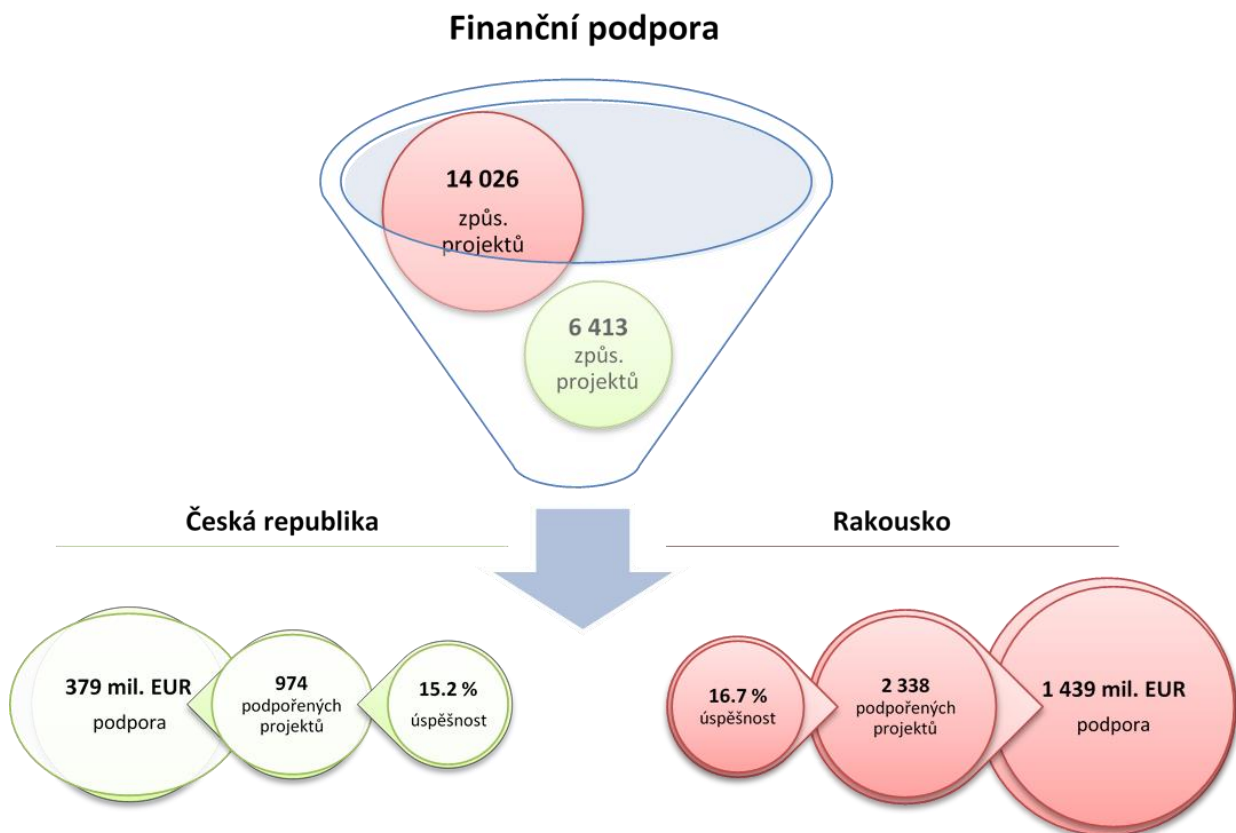 Finanční podpora
14 026
způs.
projektů
6 413
způs.
projektů
Česká republika
379 mil. EUR
podpora
974
podpořených
projektů
15.2 %
úspěšnost
Rakousko
16.7 %
úspěšnost
2 338
podpořených
projektů
1 439 mil. EUR
podpora